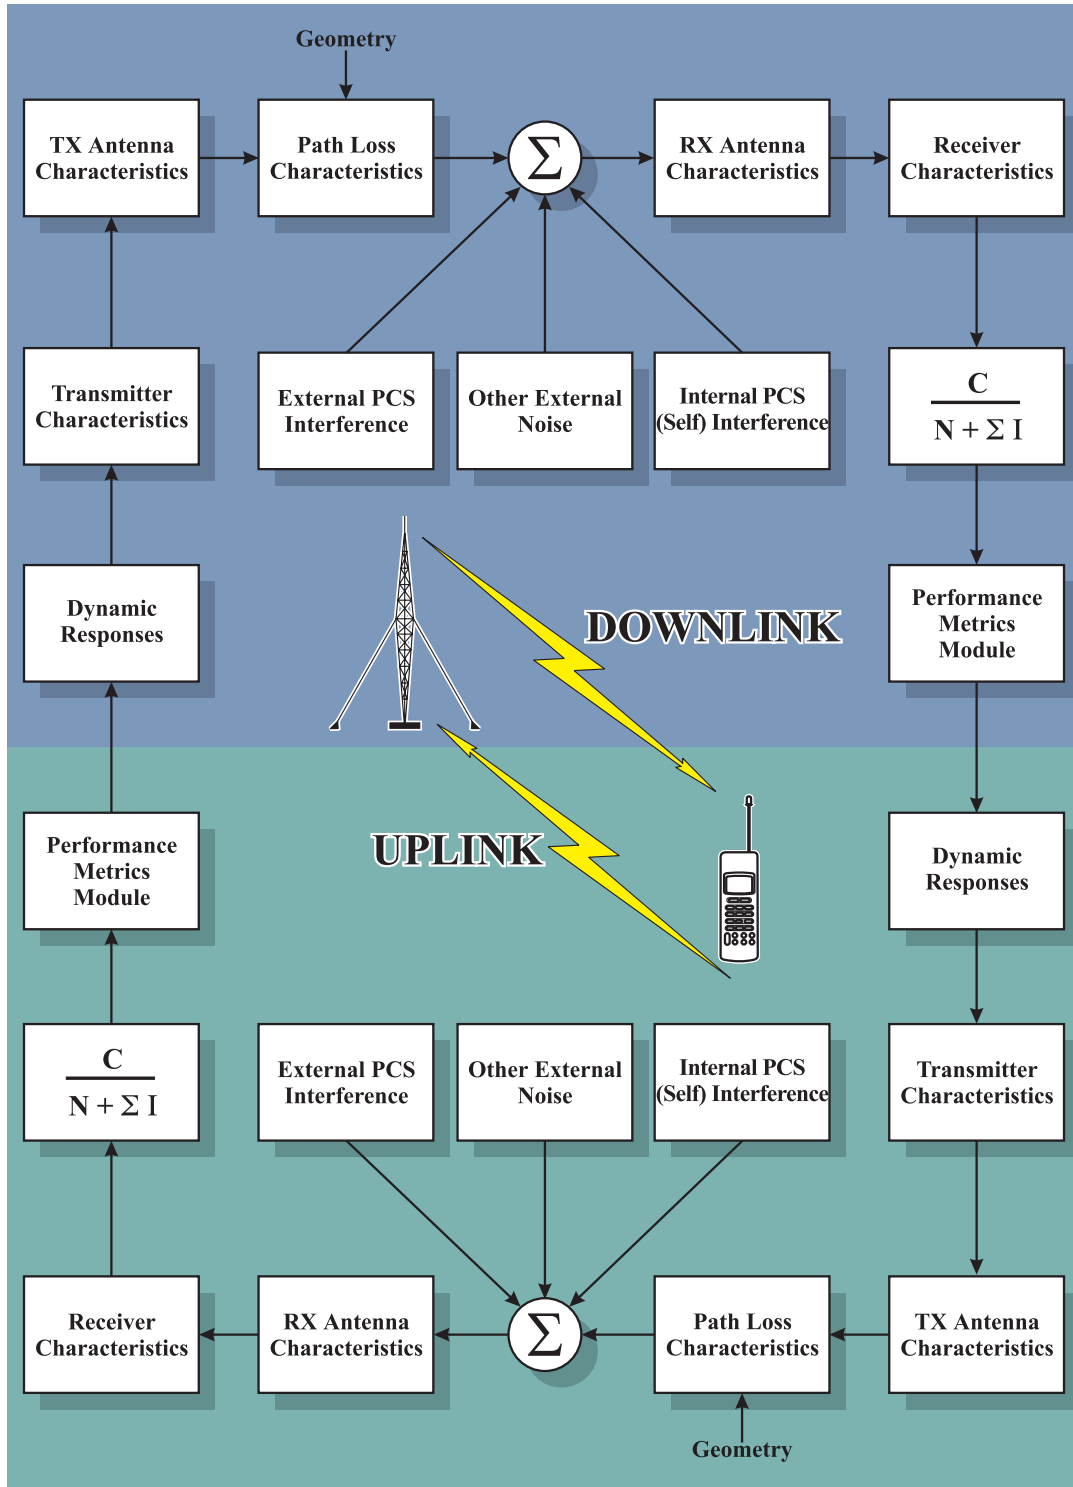 Geometry
TX Antenna
Characteristics
Path Loss
Characteristics
Σ
RX Antenna
Characteristics
Receiver
Characteristics
Transmitter
Characteristics
External PCS
Interference
Other External
Noise
Internal PCS
(Self) Interference
C
N + Σ I
Dynamic
Responses
DOWNLINK
Performance
Metrics
Module
Performance
Metrics
Module
UPLINK
Dynamic
Responses
C
N + Σ I
External PCS
Interference
Other External
Noise
Internal PCS
(Self) Interference
Transmitter
Characteristics
Receiver
Characteristics
RX Antenna
Characteristics
Σ
Path Loss
Characteristics
TX Antenna
Characteristics
Geometry